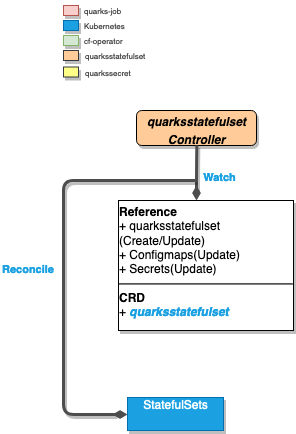 quarks-job
Kubernetes
cf-operator
quarksstatefulset
quarkssecret
quarksstatefulset
Controller
Watch
Reference
+ quarksstatefulset
(Create/Update)
+ Configmaps(Update)
+ Secrets(Update)
Reconcile
CRD
+ quarksstatefulset
StatefulSets